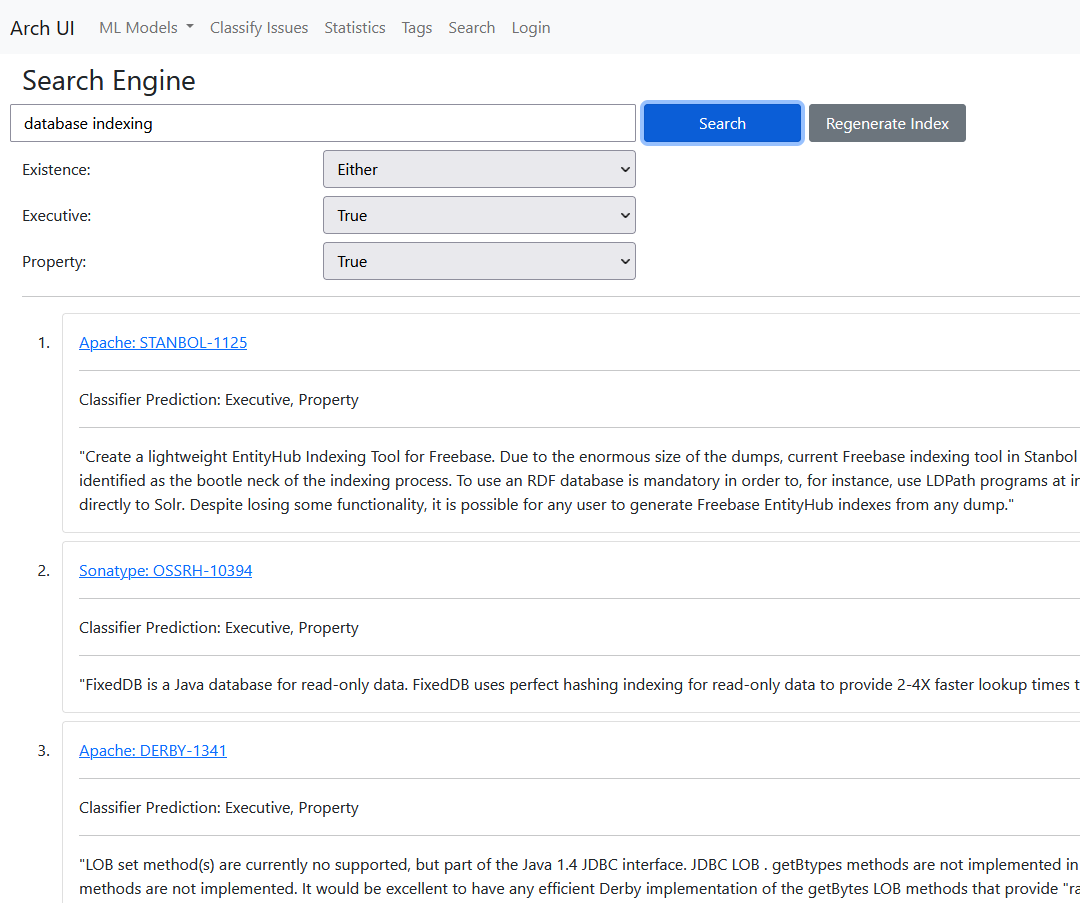 Arch UI ML Models Classify Issues Statistics Tags Search Login
Search Engine
database indexing Search Regenerate Index
Existence: Either
Executive: True
Property: True
1. Apache: STANBOL-1125
Classifier Prediction: Executive, Property
"Create a lightweight EntityHub Indexing Tool for Freebase. Due to the enormous size of the dumps, current Freebase indexing tool in Stanbol
identified as the bootle neck of the indexing process. To use an RDF database is mandatory in order to, for instance, use LDPath programs at in
directly to Solr. Despite losing some functionality, it is possible for any user to generate Freebase EntityHub indexes from any dump."
2. Sonatype: OSSRH-10394
Classifier Prediction: Executive, Property
"FixedDB is a Java database for read-only data. FixedDB uses perfect hashing indexing for read-only data to provide 2-4X faster lookup times t
3. Apache: DERBY-1341
Classifier Prediction: Executive, Property
"LOB set method(s) are currently no supported, but part of the Java 1.4 JDBC interface. JDBC LOB . getBtypes methods are not implemented in
methods are not implemented. It would be excellent to have any efficient Derby implementation of the getBytes LOB methods that provide "ra